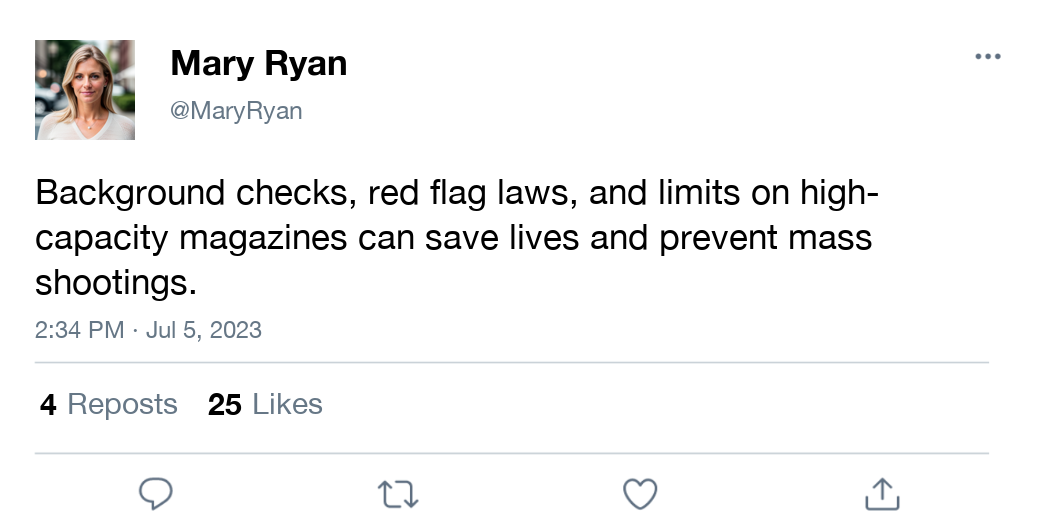 Mary Ryan
@MaryRyan
Background checks, red flag laws, and limits on high-
capacity magazines can save lives and prevent mass
shootings.
2:34 PM · Jul 5, 2023
4 Reposts 25 Likes